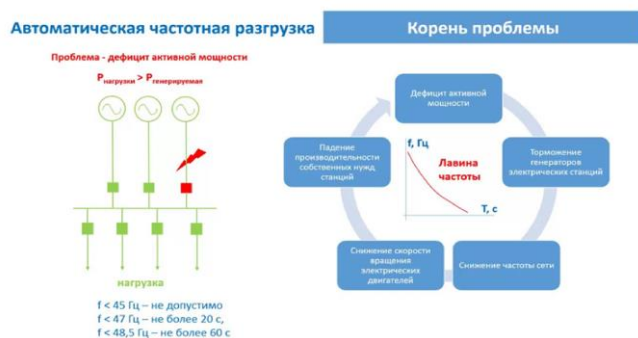 Автоматическая частотная разгрузка
Корень проблемы
Проблема - дефицит активной мощности
Pнагрузки > Pгенерируемая
нагрузка
f < 45 Гц – не допустимо
f < 47 Гц – не более 20 с,
f < 48,5 Гц – не более 60 с
Дефицит активной
мощности
Торможение
генераторов
электрических станций
Снижение частоты сети
Снижение скорости
вращения
электрических
двигателей
Падение
производительности
собственных нужд
станций
f, Гц
Лавина
частоты
T, с